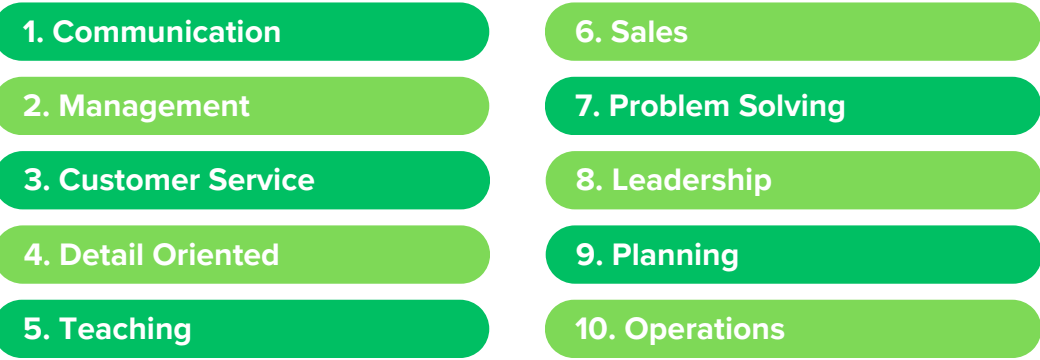 1. Communication
2. Management
3. Customer Service
4. Detail Oriented
5. Teaching
6. Sales
7. Problem Solving
8. Leadership
9. Planning
10. Operations